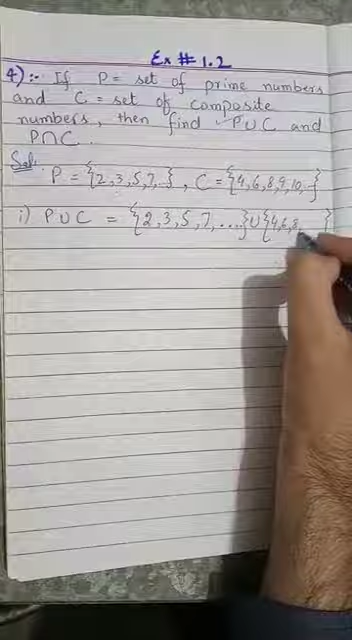 Ex # 1.2
4):- If P = set of prime numbers
and C = set of composite
numbers, then find P∪C and
P∩C.
Sol:
P = {2,3,5,7,..}, C = {4,6,8,9,10,..}
i) P∪C = {2,3,5,7,....}∪{4,6,8, }